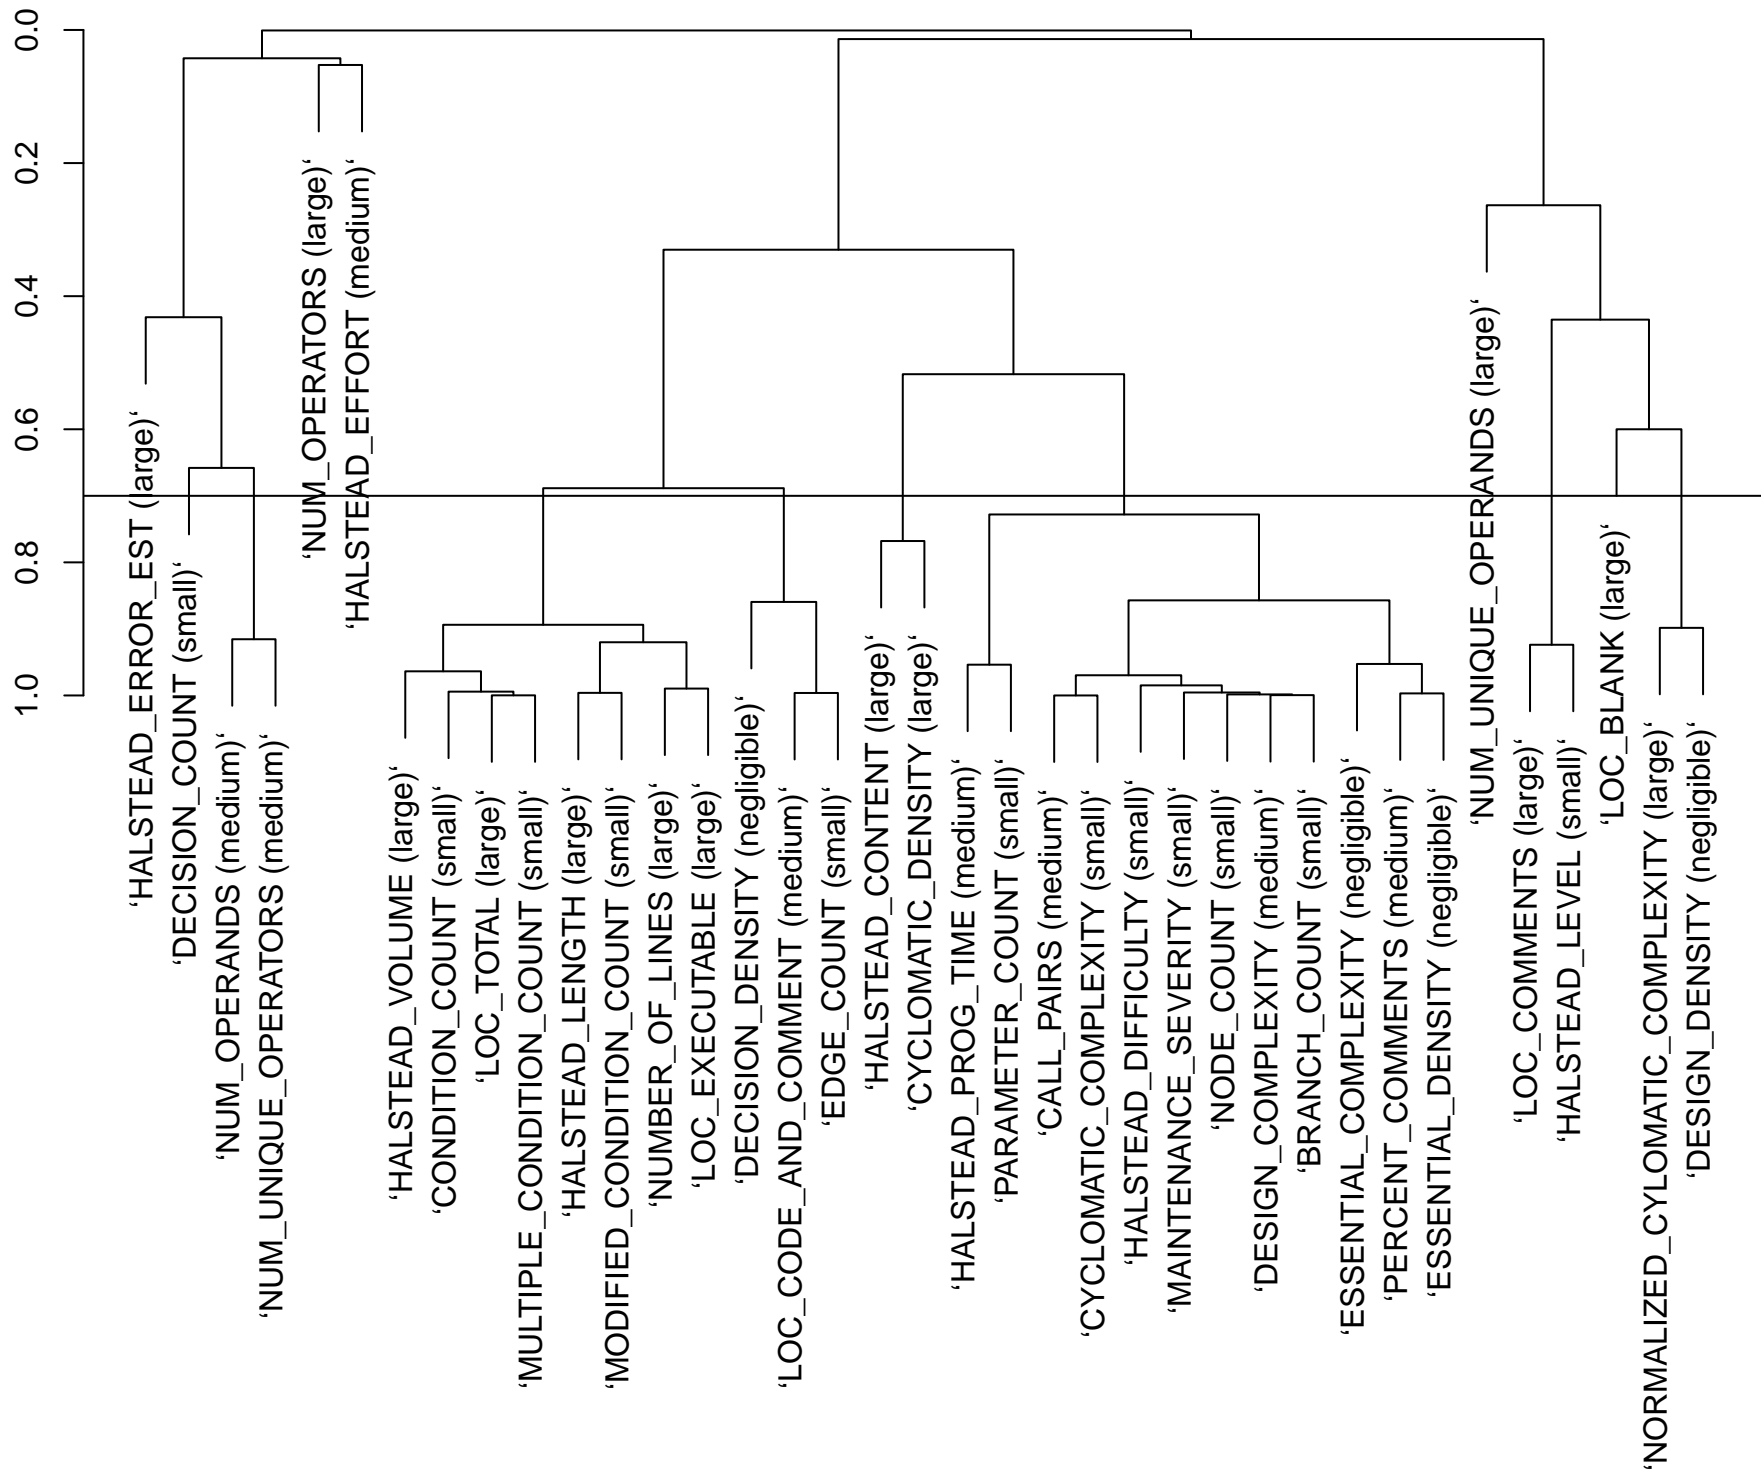 0.0
0.2
0.4
0.6
0.8
1.0
‘HALSTEAD_ERROR_EST (large)‘
‘DECISION_COUNT (small)‘
‘NUM_OPERANDS (medium)‘
‘NUM_UNIQUE_OPERATORS (medium)‘
‘NUM_OPERATORS (large)‘
‘HALSTEAD_EFFORT (medium)‘
‘HALSTEAD_VOLUME (large)‘
‘CONDITION_COUNT (small)‘
‘LOC_TOTAL (large)‘
‘MULTIPLE_CONDITION_COUNT (small)‘
‘HALSTEAD_LENGTH (large)‘
‘MODIFIED_CONDITION_COUNT (small)‘
‘NUMBER_OF_LINES (large)‘
‘LOC_EXECUTABLE (large)‘
‘DECISION_DENSITY (negligible)‘
‘LOC_CODE_AND_COMMENT (medium)‘
‘EDGE_COUNT (small)‘
‘HALSTEAD_CONTENT (large)‘
‘CYCLOMATIC_DENSITY (large)‘
‘HALSTEAD_PROG_TIME (medium)‘
‘PARAMETER_COUNT (small)‘
‘CALL_PAIRS (medium)‘
‘CYCLOMATIC_COMPLEXITY (small)‘
‘HALSTEAD_DIFFICULTY (small)‘
‘MAINTENANCE_SEVERITY (small)‘
‘NODE_COUNT (small)‘
‘DESIGN_COMPLEXITY (medium)‘
‘BRANCH_COUNT (small)‘
‘ESSENTIAL_COMPLEXITY (negligible)‘
‘PERCENT_COMMENTS (medium)‘
‘ESSENTIAL_DENSITY (negligible)‘
‘NUM_UNIQUE_OPERANDS (large)‘
‘LOC_COMMENTS (large)‘
‘HALSTEAD_LEVEL (small)‘
‘LOC_BLANK (large)‘
‘NORMALIZED_CYLOMATIC_COMPLEXITY (large)‘
‘DESIGN_DENSITY (negligible)‘